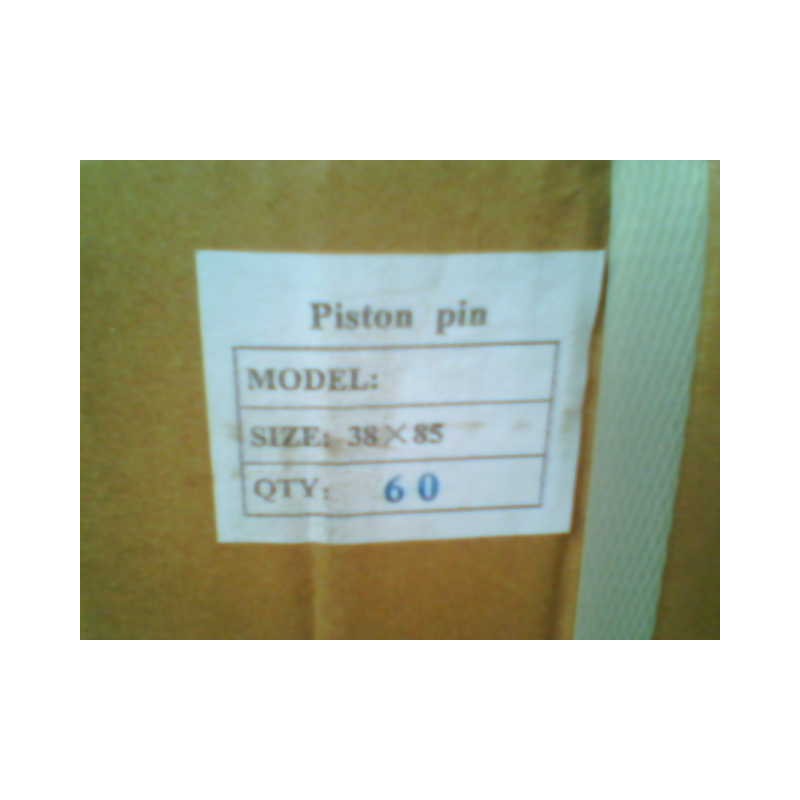 Piston pin
MODEL:
SIZE: 38×85
QTY: 60